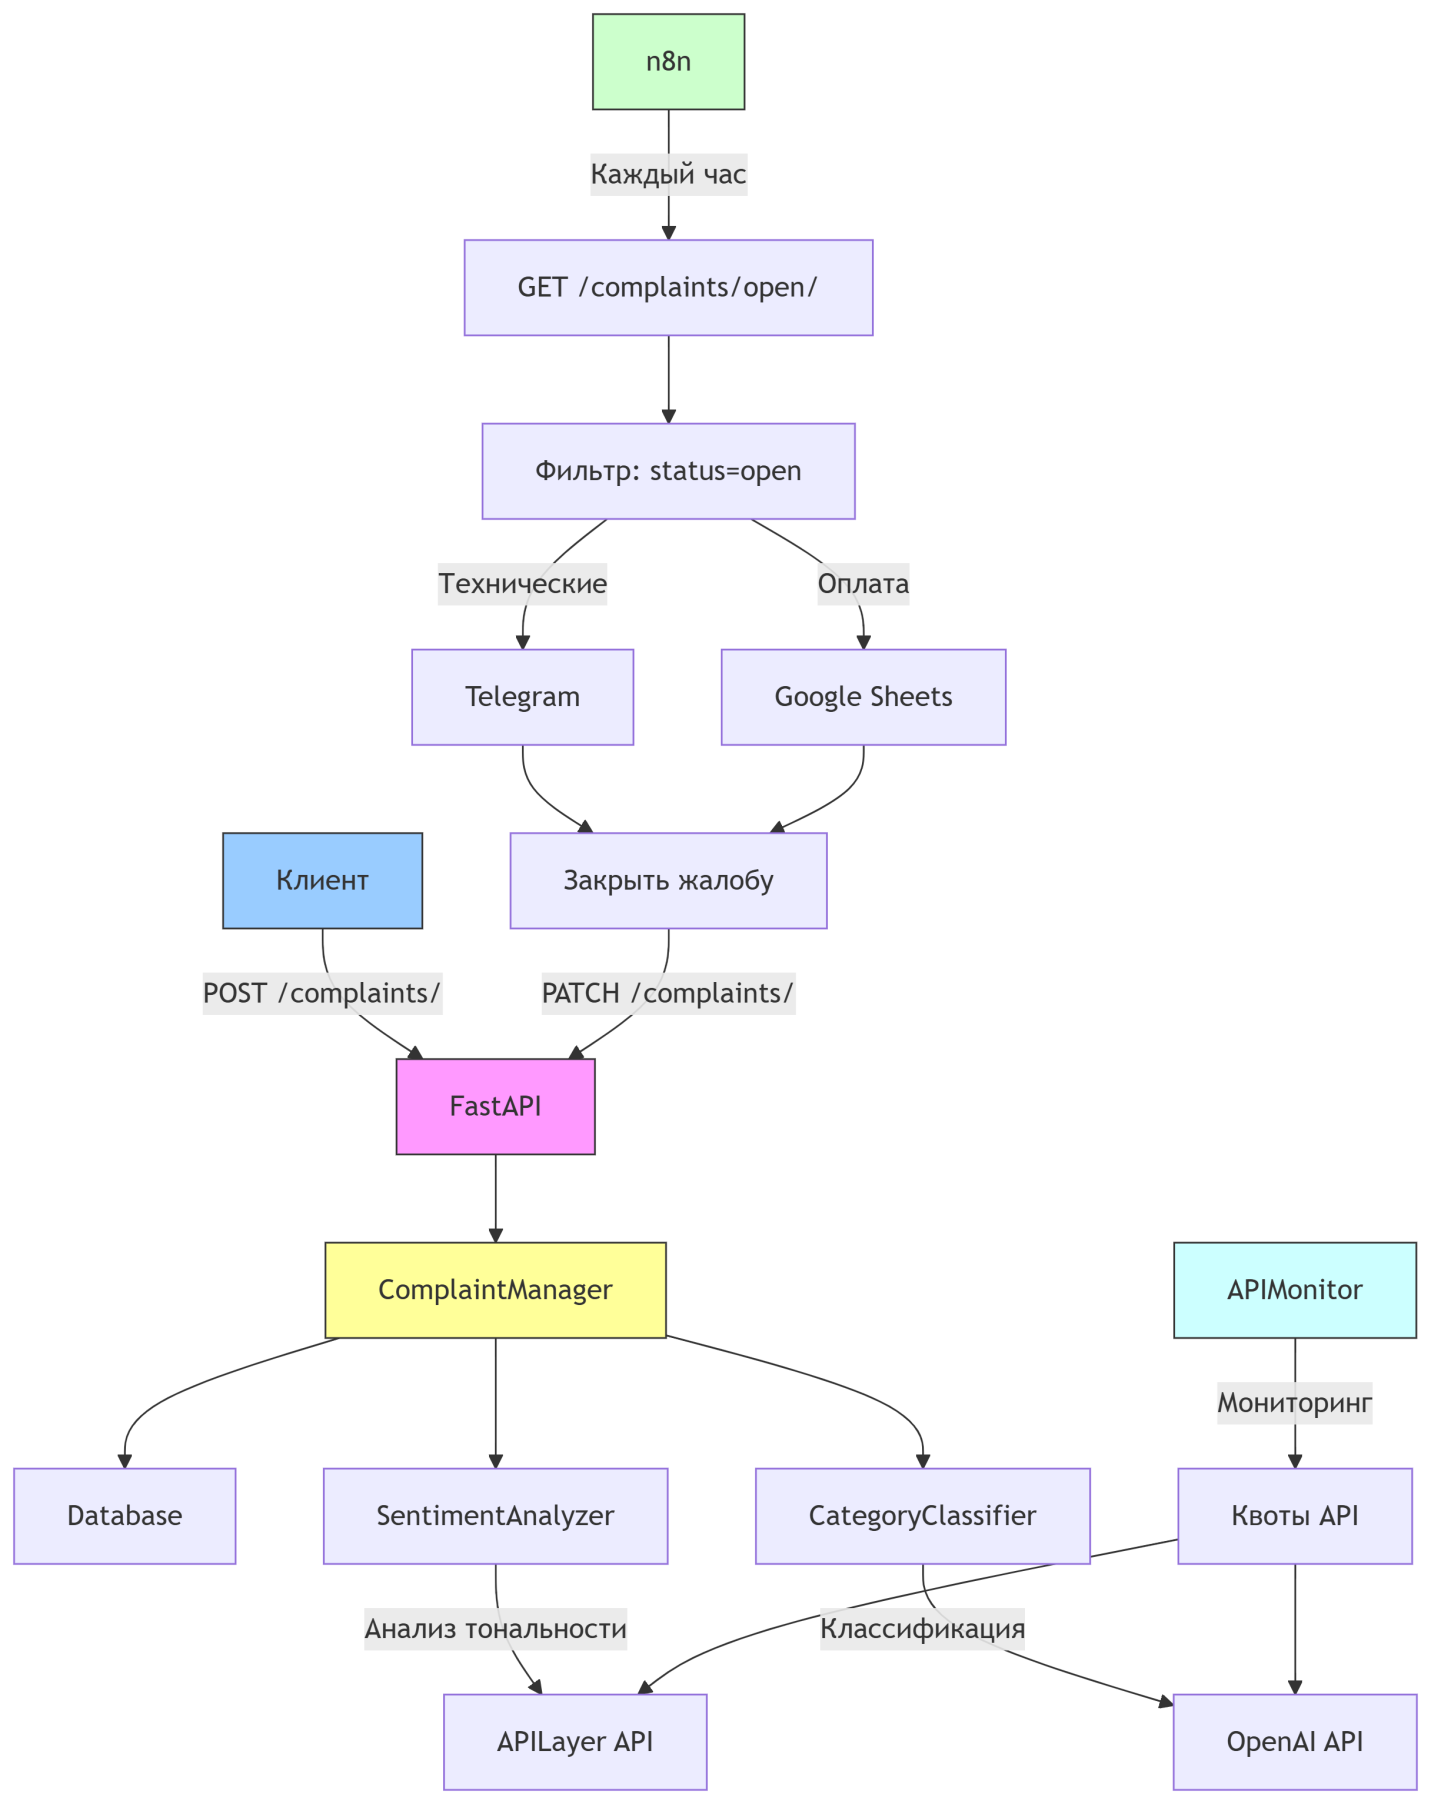 n8n
Каждый час
GET /complaints/open/
Фильтр: status=open
Технические
Оплата
Telegram
Google Sheets
Клиент
Закрыть жалобу
POST /complaints/
PATCH /complaints/
FastAPI
ComplaintManager
APIMonitor
Мониторинг
Database
SentimentAnalyzer
CategoryClassifier
Квоты API
Анализ тональности
Классификация
APILayer API
OpenAI API